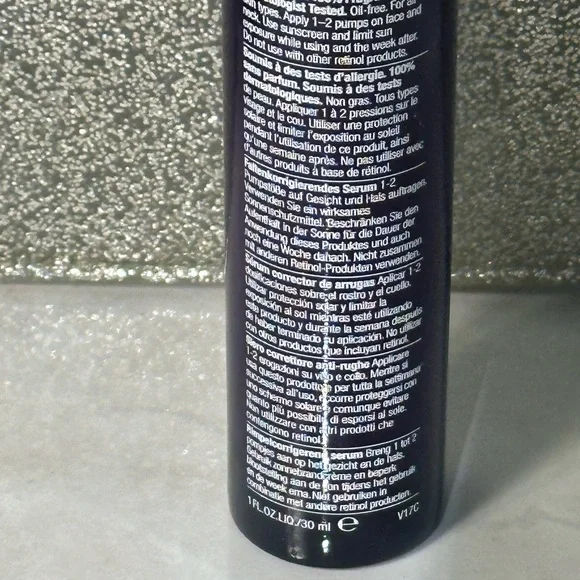 100% Fragrance
Tested. Oil-free. For all
types. Apply 1–2 pumps on face and
neck. Use sunscreen and limit sun
exposure while using and the week after.
Do not use with other retinol products.
Soumis à des tests d'allergie. 100%
sans parfum. Soumis à des tests
dermatologiques. Non gras. Tous types
de peau. Appliquer 1 à 2 pressions sur le
visage et le cou. Utiliser une protection
solaire et limiter l'exposition au soleil
pendant l'utilisation de ce produit, ainsi
qu'une semaine après. Ne pas utiliser avec
d'autres produits à base de rétinol.
Faltenkorrigierendes Serum 1-2
Pumpstöße auf Gesicht und Hals auftragen.
Verwenden Sie ein wirksames
Sonnenschutzmittel. Beschränken Sie den
Aufenthalt in der Sonne für die Dauer der
Anwendung dieses Produktes und auch
noch eine Woche danach. Nicht zusammen
mit anderen Retinol-Produkten verwenden.
Sérum corrector de arrugas Aplicar 1-2
dosificaciones sobre el rostro y el cuello.
Utilizar protección solar y limitar la
exposición al sol mientras esté utilizando
este producto y durante la semana después
de haber terminado su aplicación. No utilizar
con otros productos que incluyan retinol.
Siero correttore anti-rughe Applicare
1-2 erogazioni su viso e collo. Mentre si
usa questo prodotto e per tutta la settimana
successiva all'uso, occorre proteggersi con
uno schermo solare e comunque evitare
quanto più possibile di esporsi al sole.
Non utilizzare con altri prodotti che
contengono retinol.
Rimpelcorrigerend serum Breng 1 tot 2
pompjes aan op het gezicht en de hals.
Gebruik zonnebrandcrème en beperk
blootstelling aan de zon tijdens het gebruik
en de week erna. Niet gebruiken in
combinatie met andere retinol producten.
1 FL.OZ.LIQ./30 ml e V17C